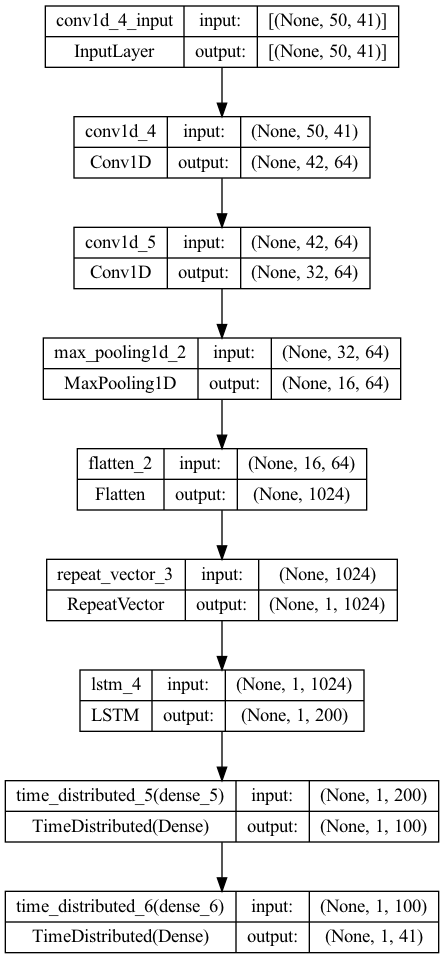 conv1d_4_input input: [(None, 50, 41)]
InputLayer output: [(None, 50, 41)]
conv1d_4 input: (None, 50, 41)
Conv1D output: (None, 42, 64)
conv1d_5 input: (None, 42, 64)
Conv1D output: (None, 32, 64)
max_pooling1d_2 input: (None, 32, 64)
MaxPooling1D output: (None, 16, 64)
flatten_2 input: (None, 16, 64)
Flatten output: (None, 1024)
repeat_vector_3 input: (None, 1024)
RepeatVector output: (None, 1, 1024)
lstm_4 input: (None, 1, 1024)
LSTM output: (None, 1, 200)
time_distributed_5(dense_5) input: (None, 1, 200)
TimeDistributed(Dense) output: (None, 1, 100)
time_distributed_6(dense_6) input: (None, 1, 100)
TimeDistributed(Dense) output: (None, 1, 41)